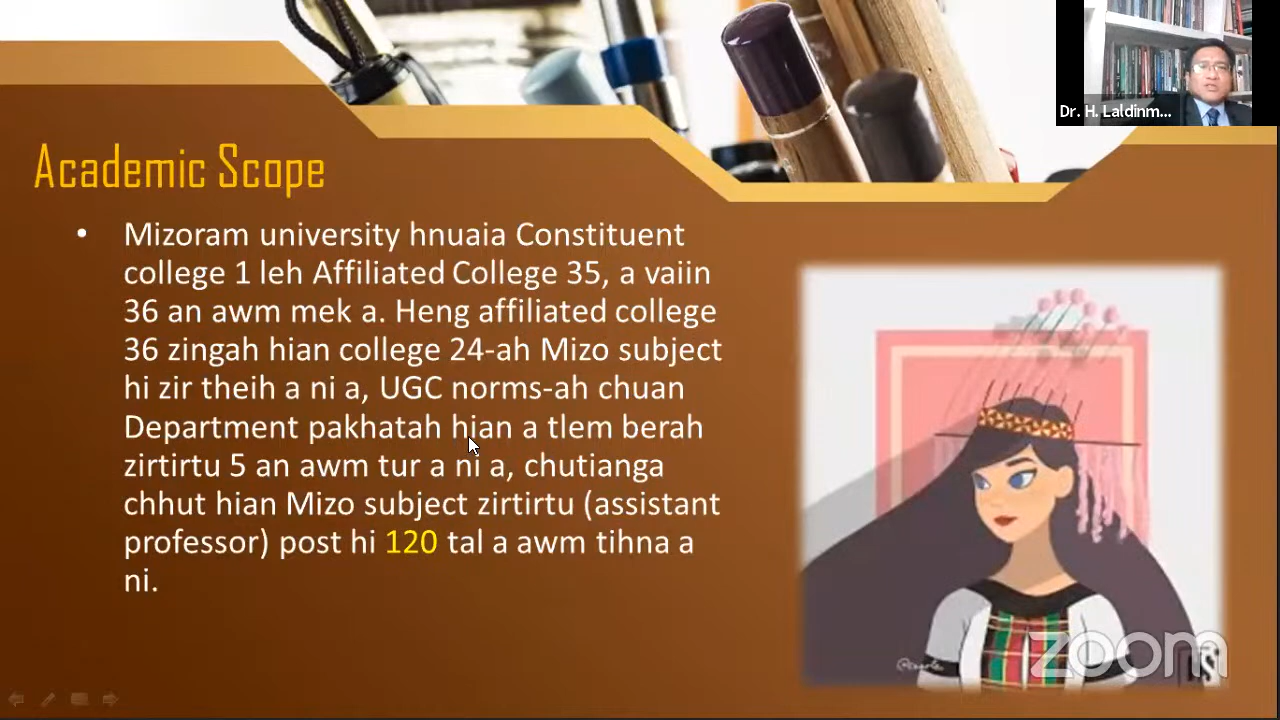 Dr. H. Laldinm...
Academic Scope
• Mizoram university hnuaia Constituent
college 1 leh Affiliated College 35, a vaiin
36 an awm mek a. Heng affiliated college
36 zingah hian college 24-ah Mizo subject
hi zir theih a ni a, UGC norms-ah chuan
Department pakhatah hian a tlem berah
zirtirtu 5 an awm tur a ni a, chutianga
chhut hian Mizo subject zirtirtu (assistant
professor) post hi 120 tal a awm tihna a
ni.
zoom